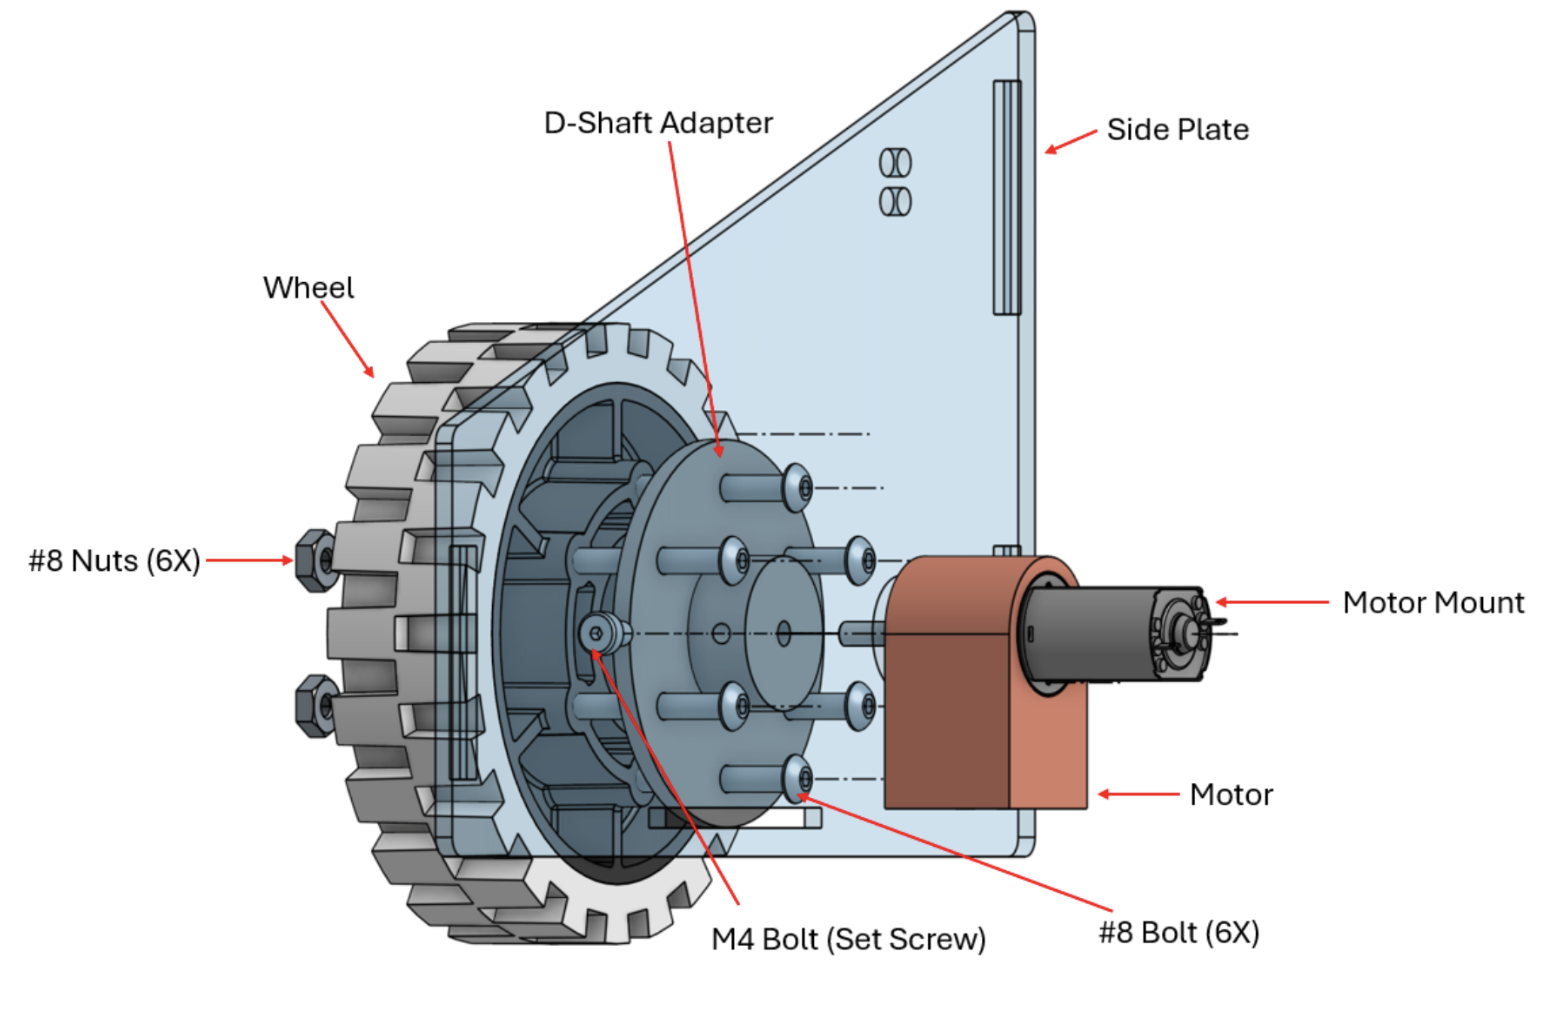 D-Shaft Adapter
Side Plate
Wheel
#8 Nuts (6X)
Motor Mount
Motor
M4 Bolt (Set Screw)
#8 Bolt (6X)